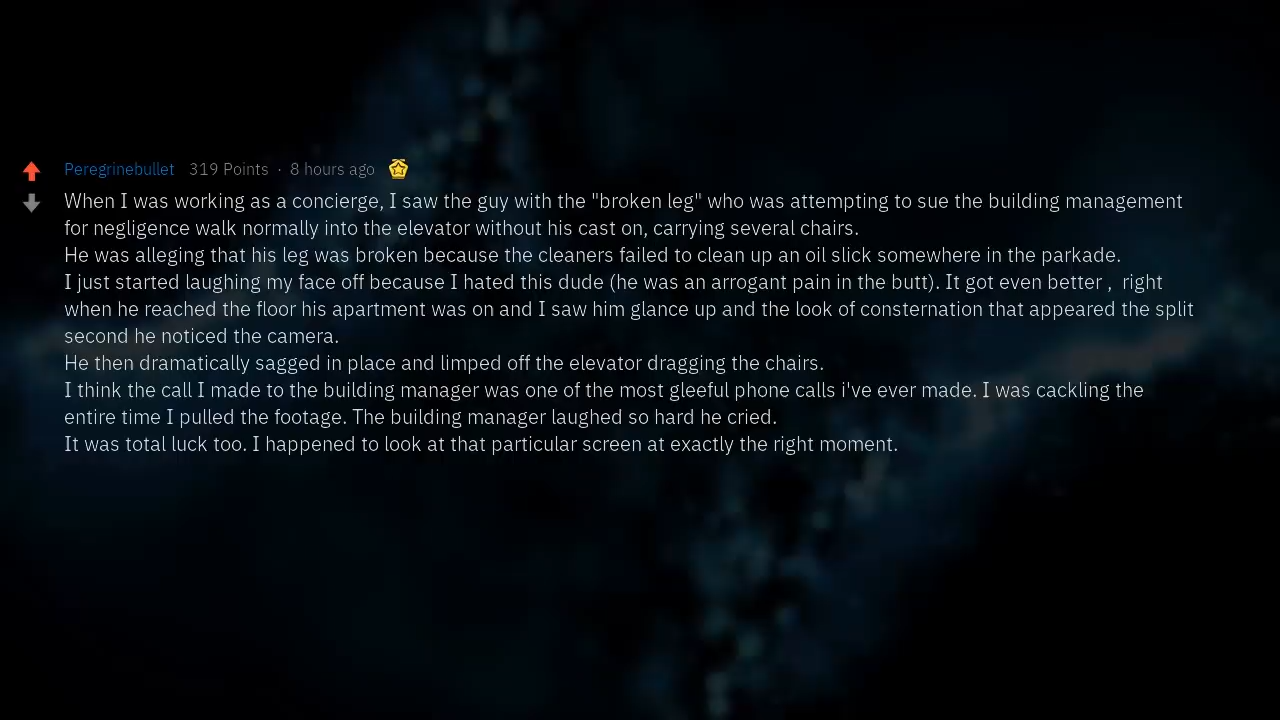 Peregrinebullet 319 Points · 8 hours ago
When I was working as a concierge, I saw the guy with the "broken leg" who was attempting to sue the building management
for negligence walk normally into the elevator without his cast on, carrying several chairs.
He was alleging that his leg was broken because the cleaners failed to clean up an oil slick somewhere in the parkade.
I just started laughing my face off because I hated this dude (he was an arrogant pain in the butt). It got even better ,  right
when he reached the floor his apartment was on and I saw him glance up and the look of consternation that appeared the split
second he noticed the camera.
He then dramatically sagged in place and limped off the elevator dragging the chairs.
I think the call I made to the building manager was one of the most gleeful phone calls i've ever made. I was cackling the
entire time I pulled the footage. The building manager laughed so hard he cried.
It was total luck too. I happened to look at that particular screen at exactly the right moment.